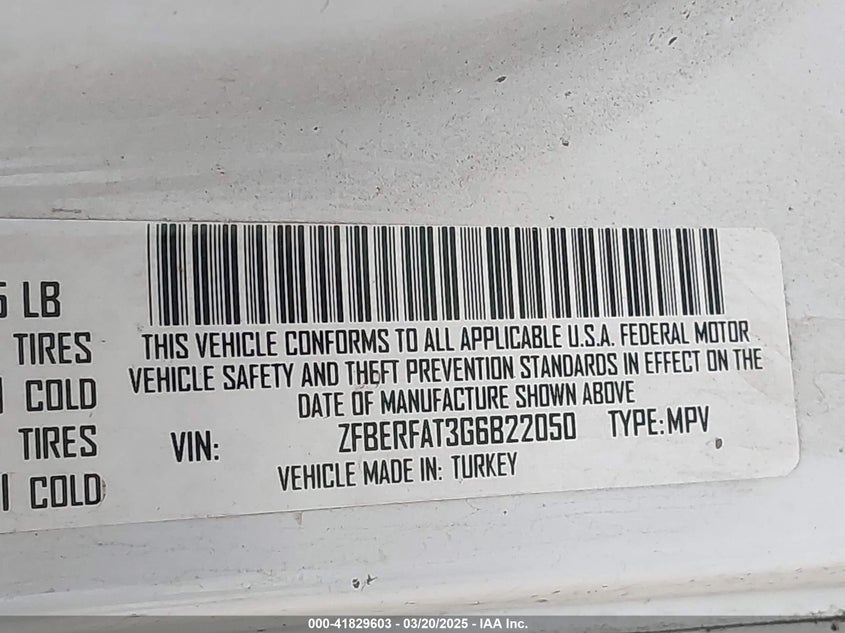 LB
TIRES
COLD
TIRES
COLD
THIS VEHICLE CONFORMS TO ALL APPLICABLE U.S.A. FEDERAL MOTOR
VEHICLE SAFETY AND THEFT PREVENTION STANDARDS IN EFFECT ON THE
DATE OF MANUFACTURE SHOWN ABOVE
VIN: ZFBERFAT3G6B22050 TYPE: MPV
VEHICLE MADE IN: TURKEY
000-41829603 - 03/20/2025 - IAA Inc.